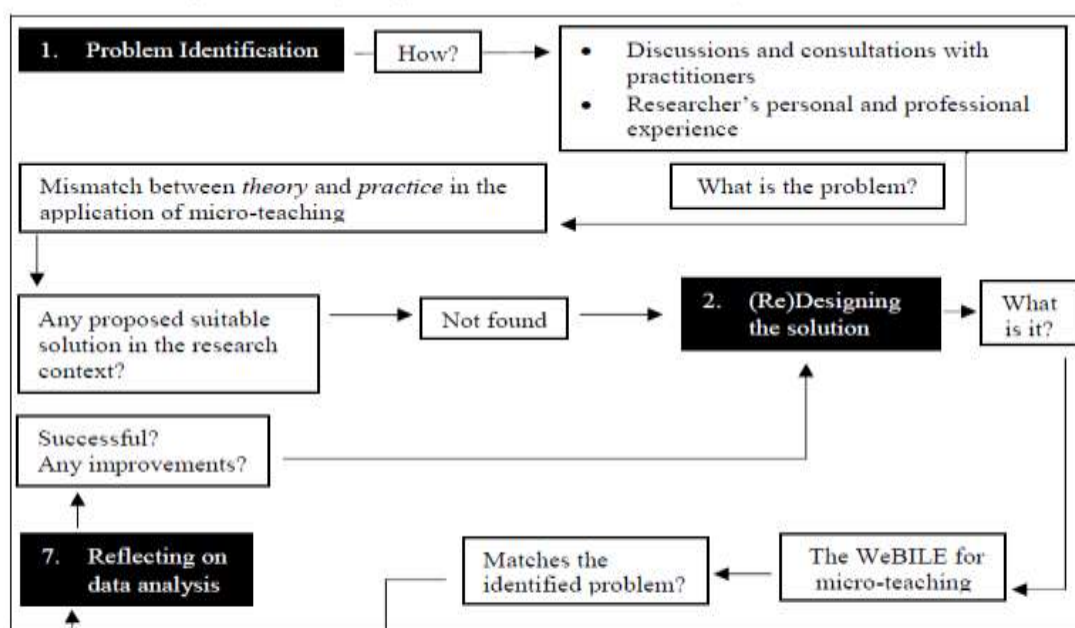 1. Problem Identification
How?
• Discussions and consultations with
practitioners
• Researcher's personal and professional
experience
What is the problem?
Mismatch between theory and practice in the
application of micro-teaching
Any proposed suitable
solution in the research
context?
Not found
2. (Re)Designing
the solution
What
is it?
Successful?
Any improvements?
The WeBILE for
micro-teaching
Matches the
identified problem?
7. Reflecting on
data analysis